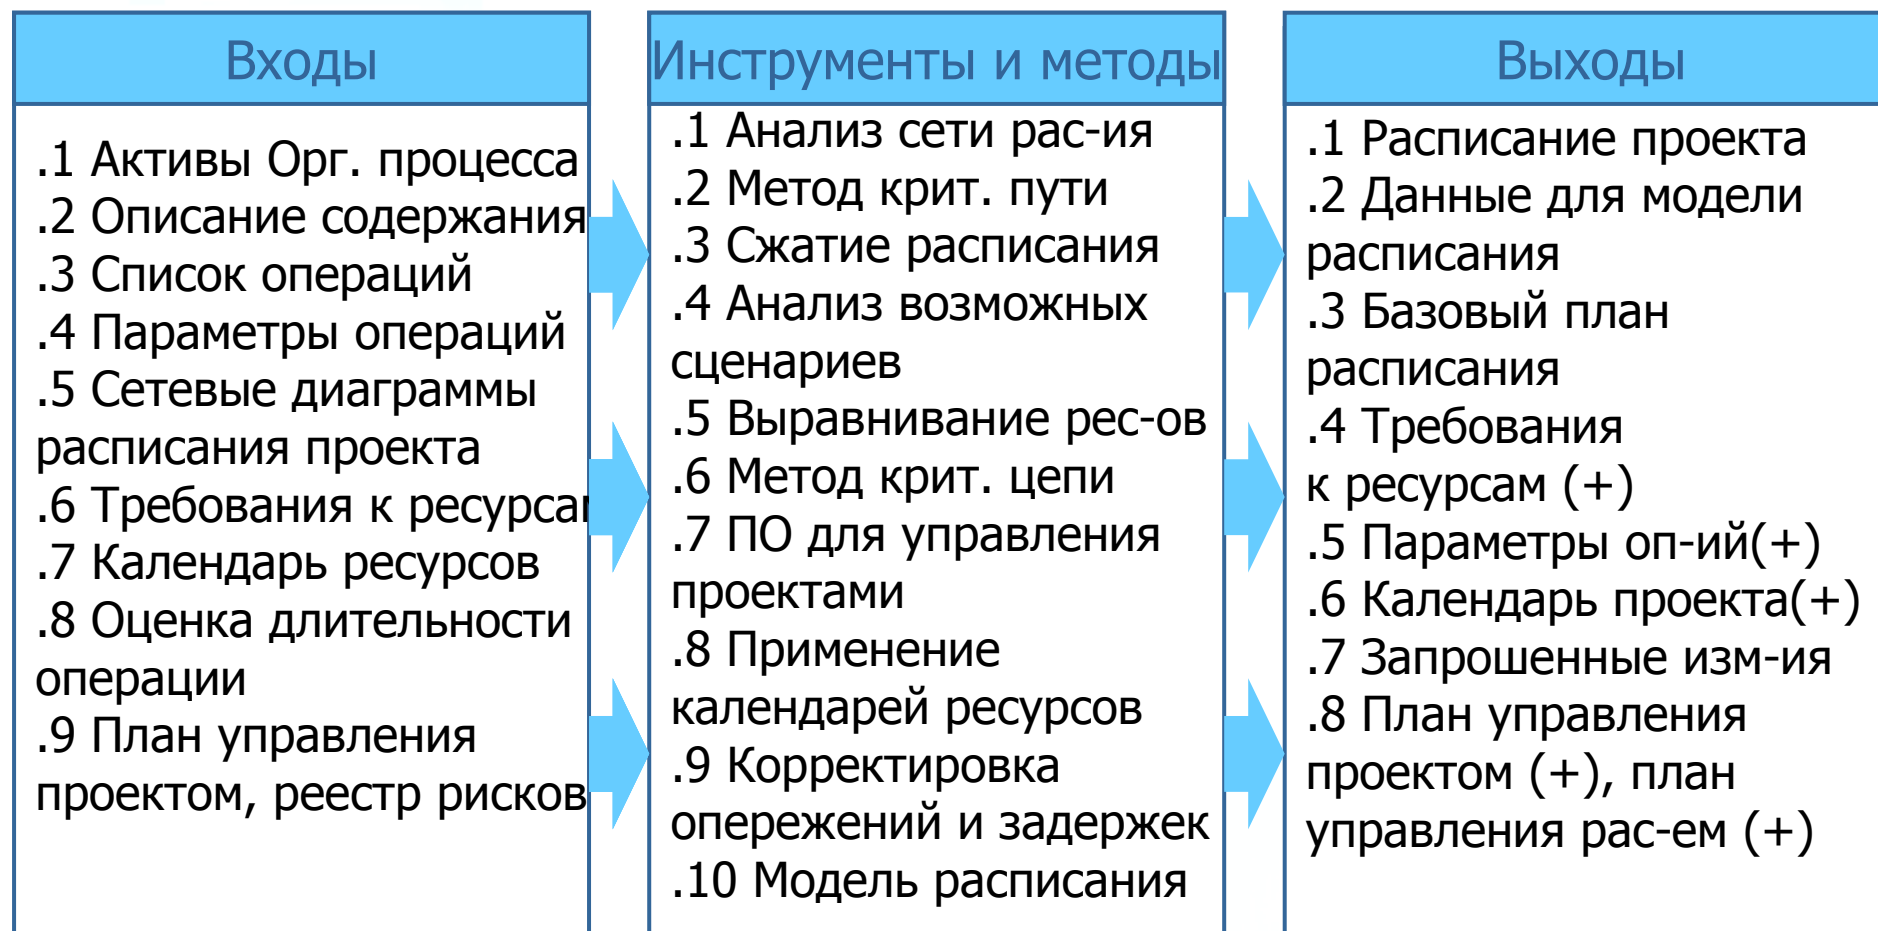 Входы
.1 Активы Орг. процесса
.2 Описание содержания
.3 Список операций
.4 Параметры операций
.5 Сетевые диаграммы
расписания проекта
.6 Требования к ресурсам
.7 Календарь ресурсов
.8 Оценка длительности
операции
.9 План управления
проектом, реестр рисков
Инструменты и методы
.1 Анализ сети рас-ия
.2 Метод крит. пути
.3 Сжатие расписания
.4 Анализ возможных
сценариев
.5 Выравнивание рес-ов
.6 Метод крит. цепи
.7 ПО для управления
проектами
.8 Применение
календарей ресурсов
.9 Корректировка
опережений и задержек
.10 Модель расписания
Выходы
.1 Расписание проекта
.2 Данные для модели
расписания
.3 Базовый план
расписания
.4 Требования
к ресурсам (+)
.5 Параметры оп-ий(+)
.6 Календарь проекта(+)
.7 Запрошенные изм-ия
.8 План управления
проектом (+), план
управления рас-ем (+)